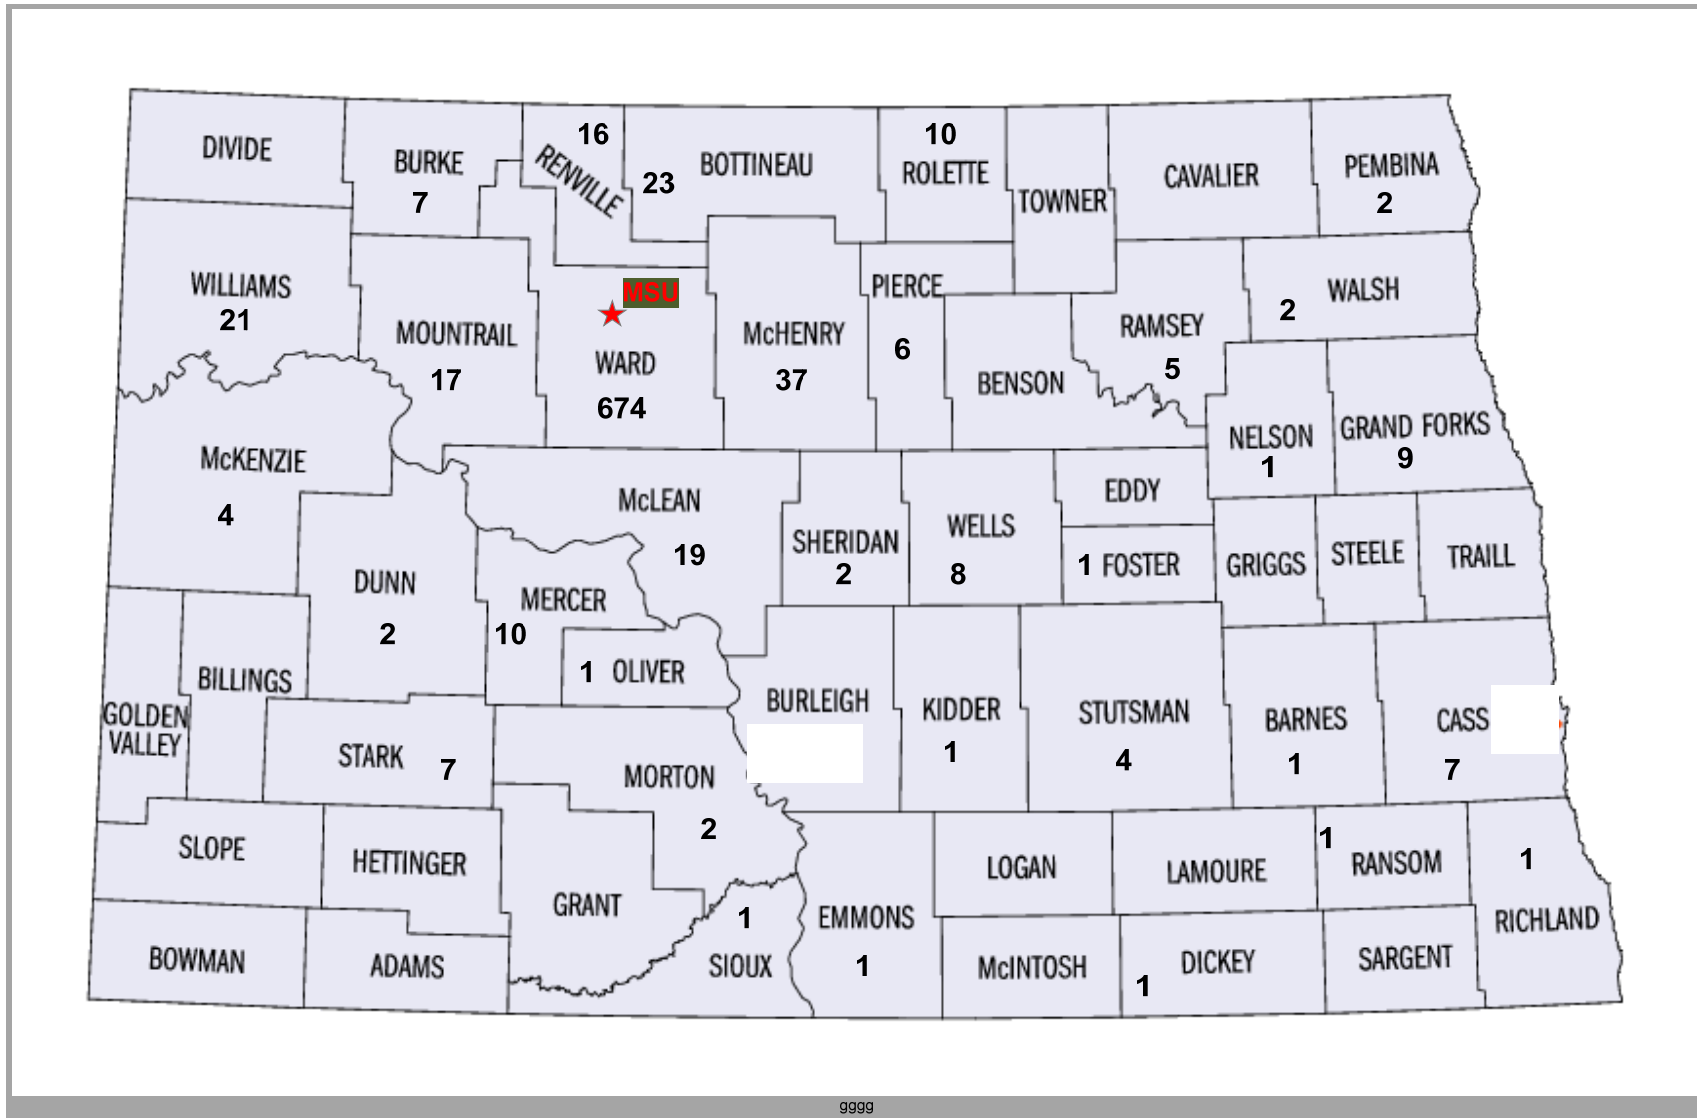 DIVIDE
BURKE
7
16
RENVILLE
23
BOTTINEAU
10
ROLETTE
TOWNER
CAVALIER
PEMBINA
2
WILLIAMS
21
MOUNTRAIL
17
MSU
WARD
674
McHENRY
37
PIERCE
6
BENSON
RAMSEY
5
WALSH
2
McKENZIE
4
NELSON
1
GRAND FORKS
9
McLEAN
19
SHERIDAN
2
WELLS
8
EDDY
1 FOSTER
GRIGGS
STEELE
TRAILL
DUNN
2
MERCER
10
1 OLIVER
GOLDEN
VALLEY
BILLINGS
STARK 7
MORTON
2
BURLEIGH
KIDDER
1
STUTSMAN
4
BARNES
1
CASS
7
SLOPE
HETTINGER
GRANT
1
SIOUX
EMMONS
1
LOGAN
LAMOURE
1
RANSOM
1
RICHLAND
BOWMAN
ADAMS
McINTOSH
1
DICKEY
SARGENT
gggg